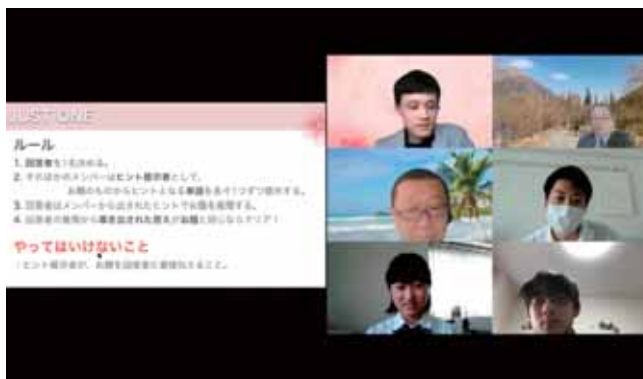 JUST ONE
ルール
1. 回答者を1名決める。
2. それ以外のメンバーはヒント提示者として、
お題のものからヒントとなる単語を各々1つずつ提示する。
3. 回答者はメンバーから出されたヒントでお題を推理する。
4. 回答者の推理から導き出された答えがお題と同じならクリア！
やってはいけないこと
ヒント提示者が、お題を回答者に直接伝えること。